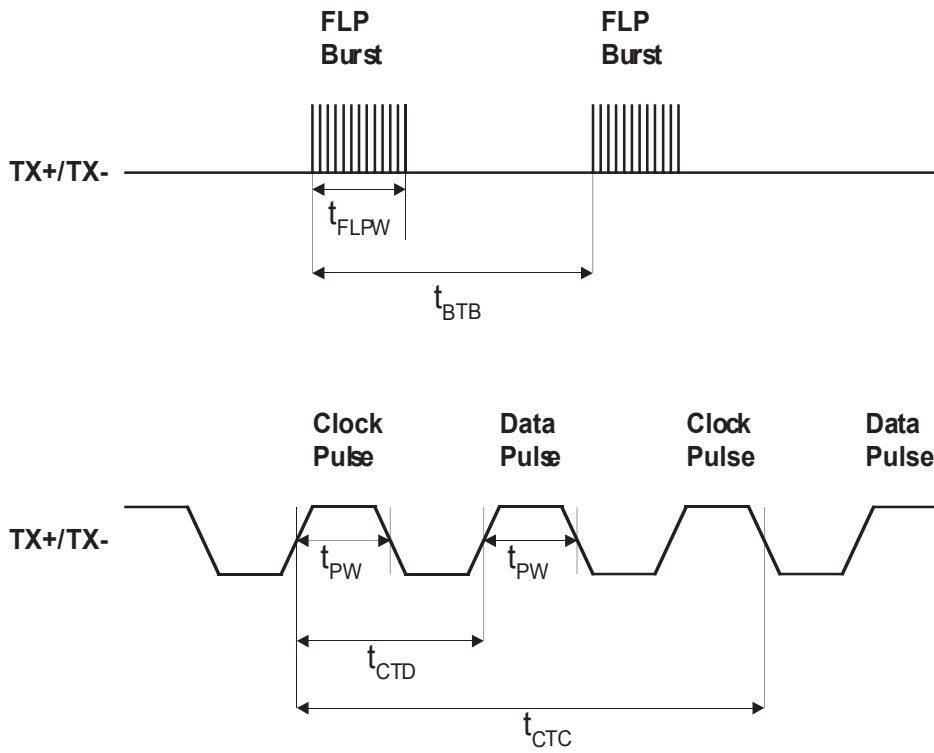 FLP
Burst
FLP
Burst
TX+/TX-
tFLPW
tBTB
Clock
Pulse
Data
Pulse
Clock
Pulse
Data
Pulse
TX+/TX-
tPW
tPW
tCTD
tCTC